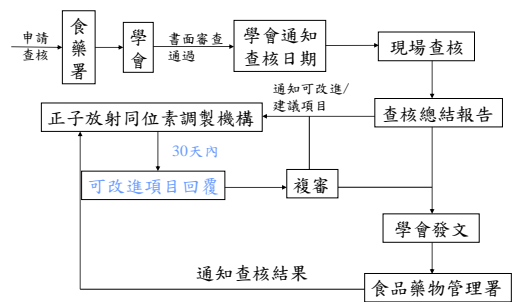 申請
查核
食
藥
署
學
會
書面審查
通過
學會通知
查核日期
現場查核
通知可改進/
建議項目
正子放射同位素調製機構
查核總結報告
30天內
可改進項目回覆
複審
學會發文
通知查核結果
食品藥物管理署